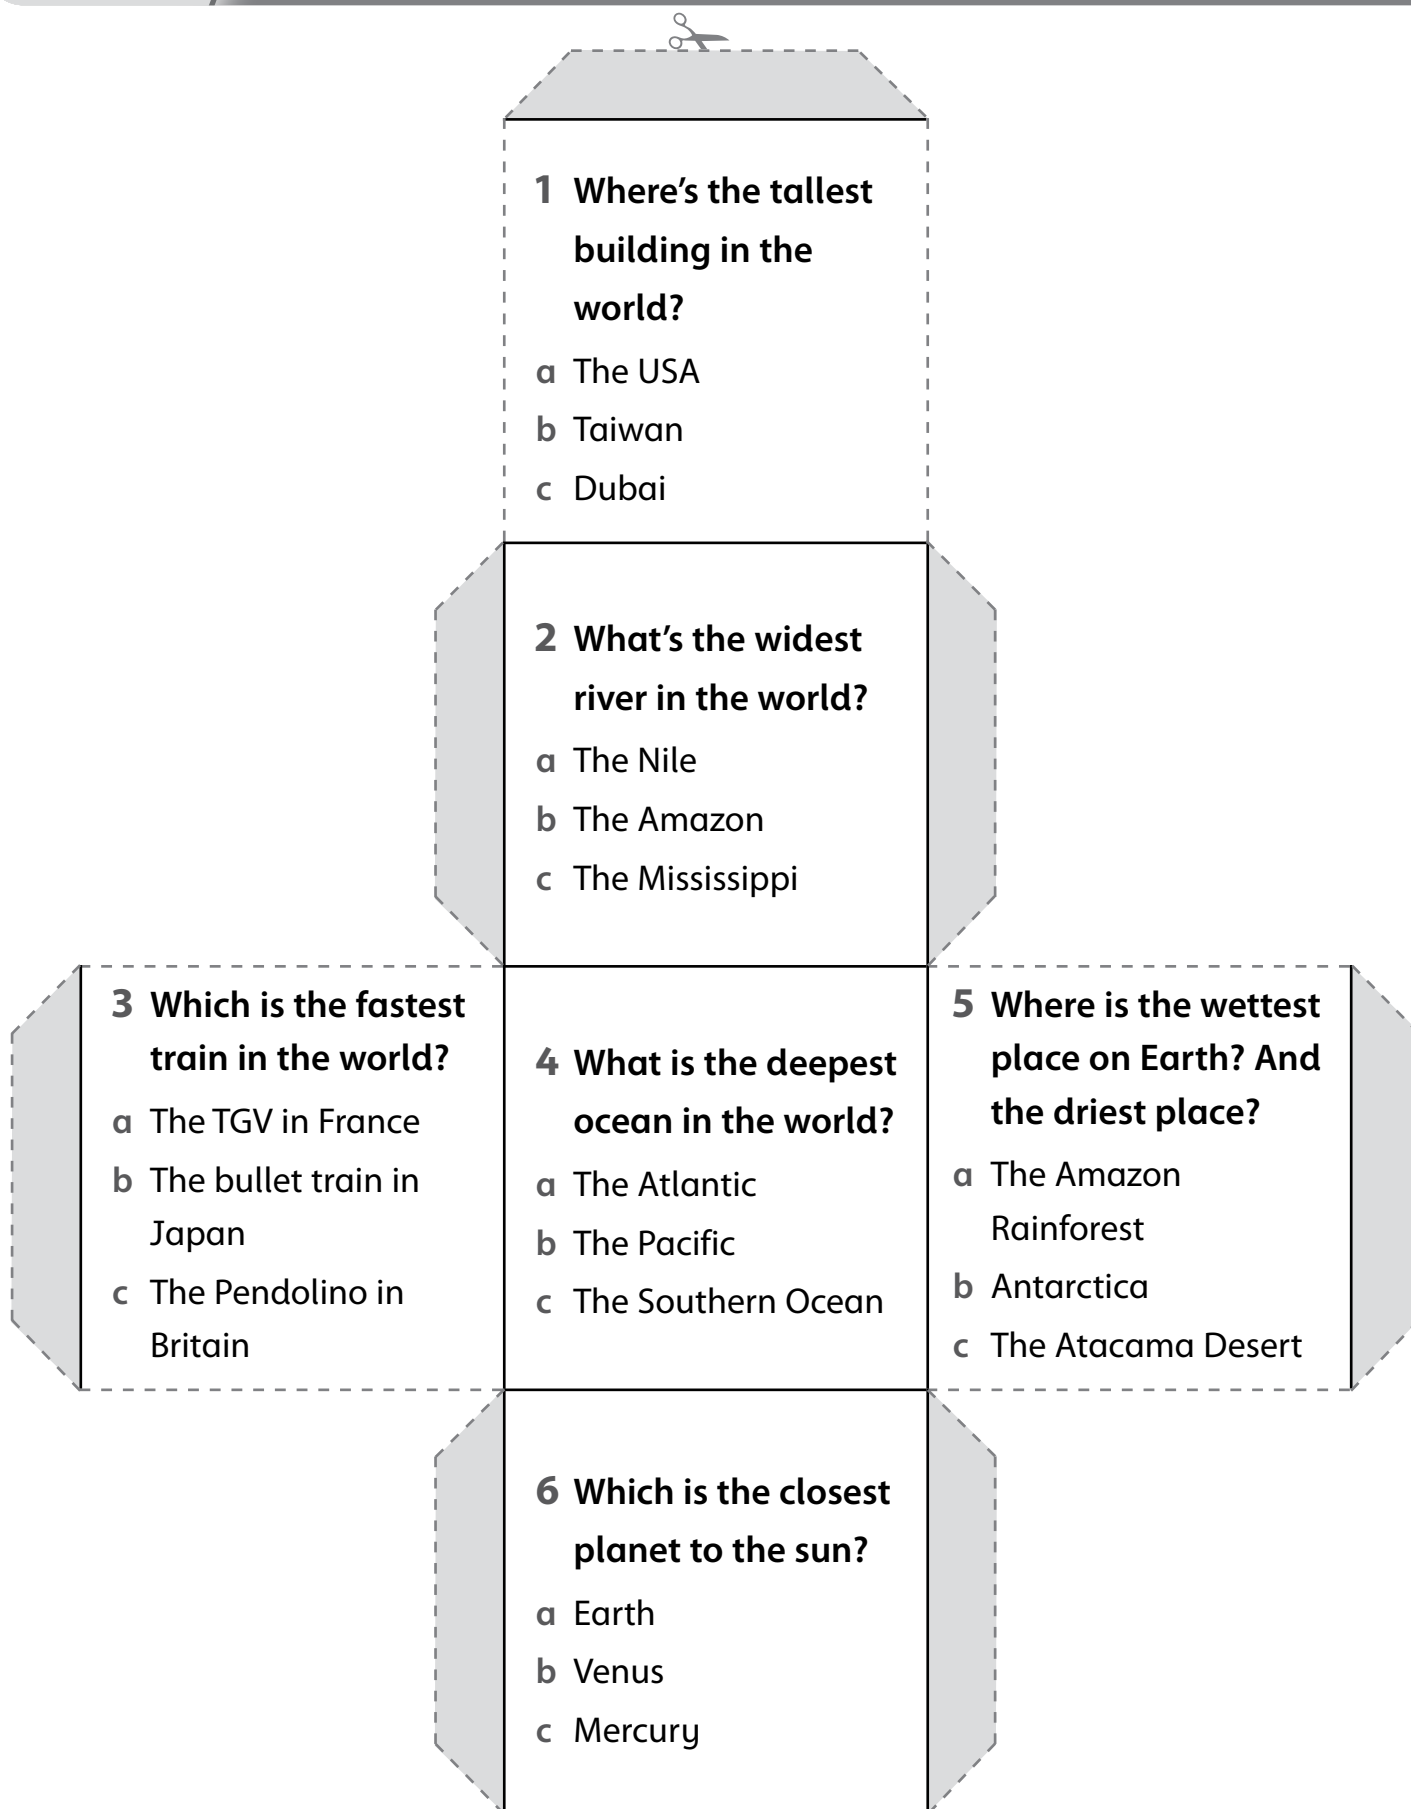 1 Where's the tallest
building in the
world?
a The USA
b Taiwan
c Dubai
2 What's the widest
river in the world?
a The Nile
b The Amazon
c The Mississippi
3 Which is the fastest
train in the world?
a The TGV in France
b The bullet train in
Japan
c The Pendolino in
Britain
4 What is the deepest
ocean in the world?
a The Atlantic
b The Pacific
c The Southern Ocean
5 Where is the wettest
place on Earth? And
the driest place?
a The Amazon
Rainforest
b Antarctica
c The Atacama Desert
6 Which is the closest
planet to the sun?
a Earth
b Venus
c Mercury